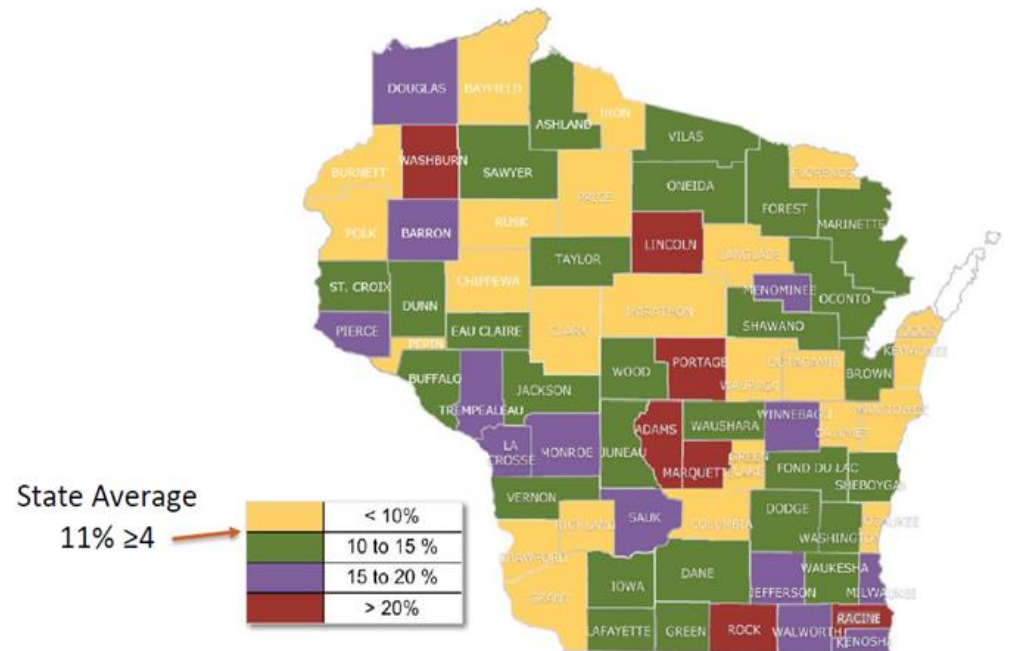 DOUGLAS
BAYFIELD
IRON
ASHLAND
VILAS
WASHBURN
BURNETT
SAWYER
FLORENCE
ONEIDA
PRICE
FOREST
MARINETTE
RUSK
POLK
BARRON
LINCOLN
LANGLADE
TAYLOR
CHIPPEWA
ST. CROIX
MENOMINEE
OCONTO
DUNN
MARATHON
SHAWANO
PIERCE
EAU CLAIRE
CLARK
PEPIN
KEWAUNEE
PORTAGE
OUTAGAMIE
WOOD
BROWN
BUFFALO
WAUPACA
JACKSON
TREMPEALEAU
MANITOWOC
WINNEBAGO
WAUSHARA
ADAMS
CALUMET
LA
CROSSE
MONROE
JUNEAU
GREEN
LAKE
MARQUETTE
FOND DU LAC
SHEBOYGAN
VERNON
State Average
11% ≥4
< 10%
10 to 15 %
15 to 20 %
> 20%
SAUK
DODGE
RICHLAND
COLUMBIA
WASHINGTON
CRAWFORD
WAUKESHA
DANE
IOWA
JEFFERSON
MILWAUKEE
GRANT
RACINE
LAFAYETTE
GREEN
ROCK
WALWORTH
KENOSHA